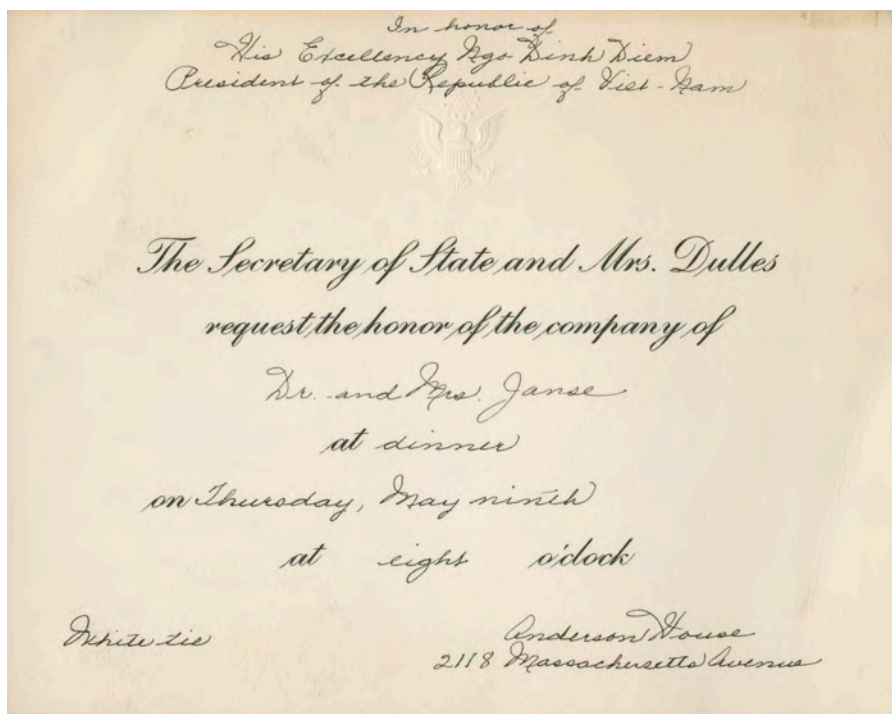 In honor of
His Excellency Ngo Dinh Diem
President of the Republic of Viet-Nam
The Secretary of State and Mrs. Dulles
request the honor of the company of
Dr. and Mrs. Janse
at dinner
on Thursday, May ninth
at eight o'clock
White tie
Anderson House
2118 Massachusetts Avenue